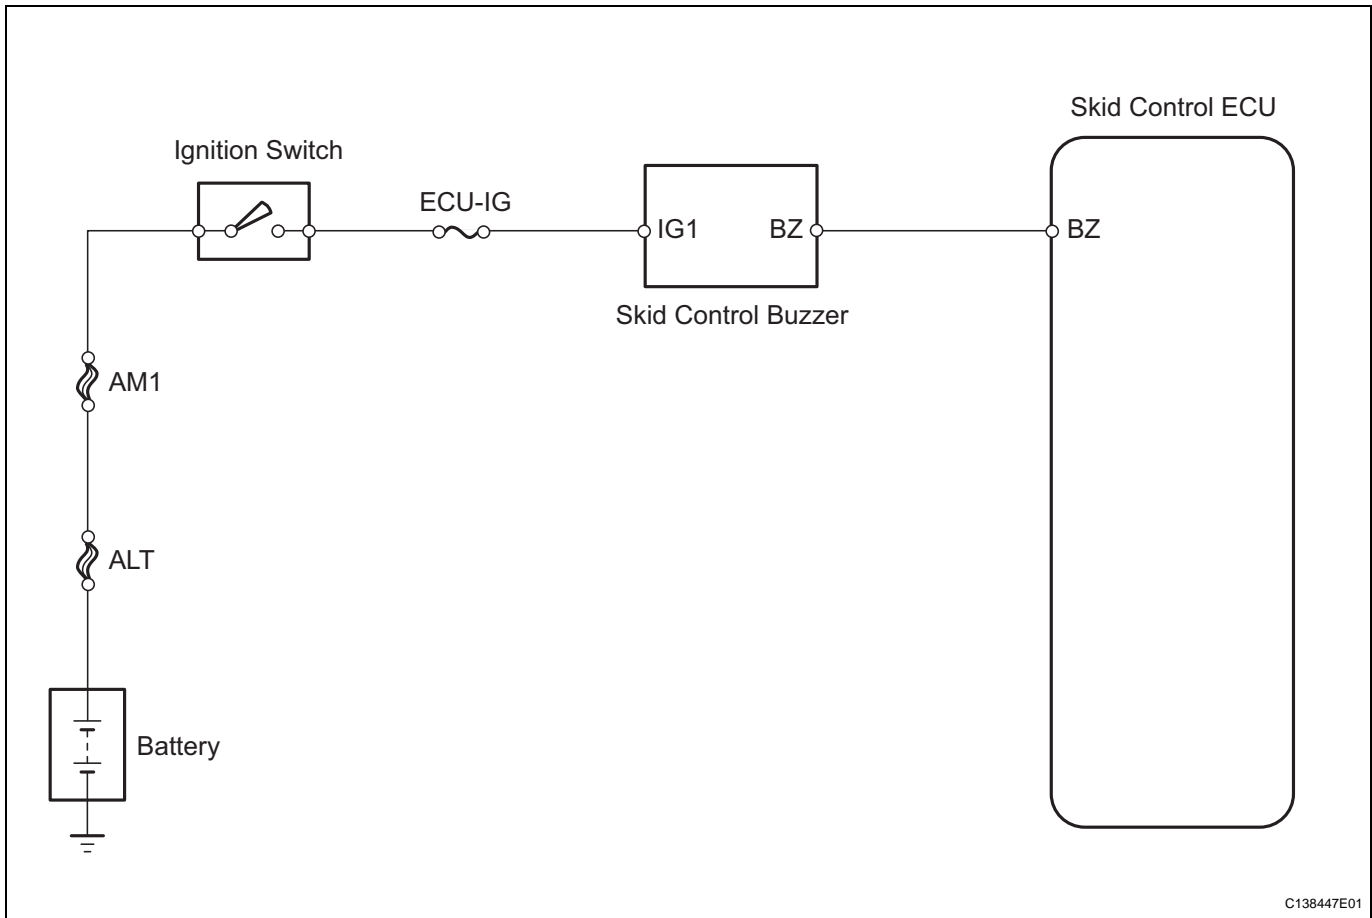 Skid Control ECU
Ignition Switch
ECU-IG
IG1
BZ
BZ
Skid Control Buzzer
AM1
ALT
Battery
C138447E01